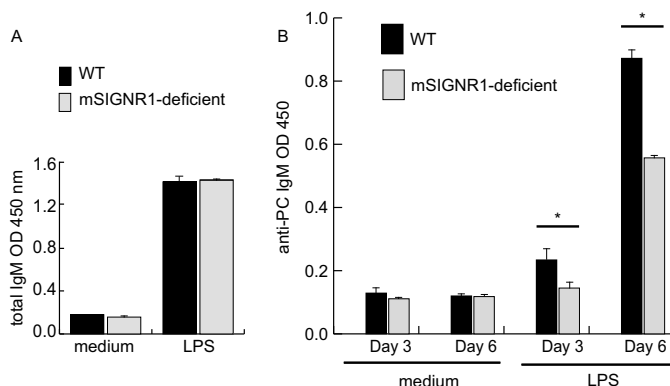 A
WT
mSIGNR1-deficient
total IgM OD 450 nm
1.6
1.2
0.8
0.4
0.0
medium LPS
B
WT
mSIGNR1-deficient
anti-PC IgM OD 450
1.0
0.8
0.6
0.4
0.2
0.0
*
*
Day 3 Day 6 Day 3 Day 6
medium LPS